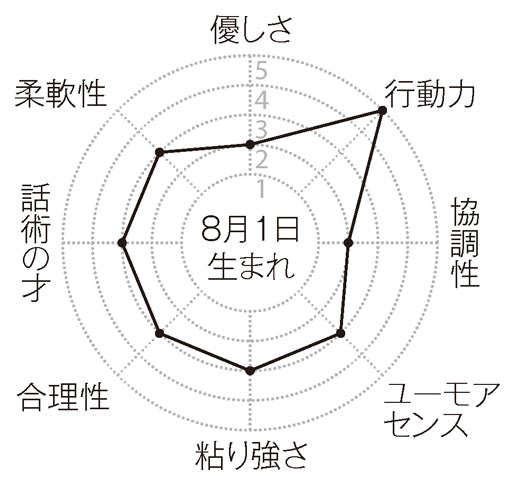 優しさ
5
4
3
2
1
行動力
協調性
ユーモア
センス
粘り強さ
合理性
話術の才
柔軟性
8月1日
生まれ